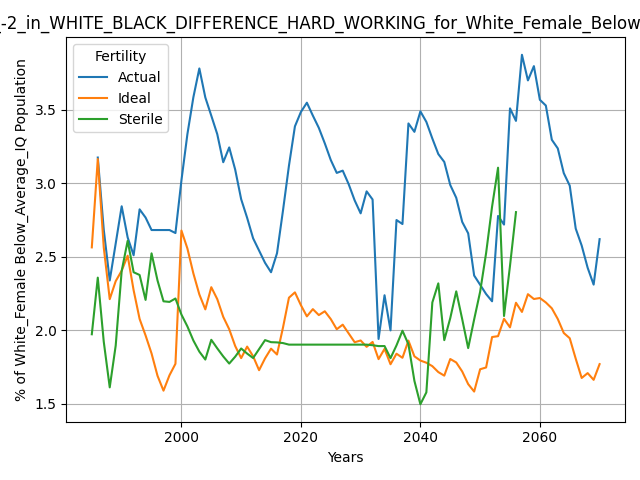 -2_in_WHITE_BLACK_DIFFERENCE_HARD_WORKING_for_White_Female_Below
Fertility
Actual
Ideal
Sterile
% of White_Female Below_Average_IQ Population
3.5
3.0
2.5
2.0
1.5
2000
2020
2040
2060
Years